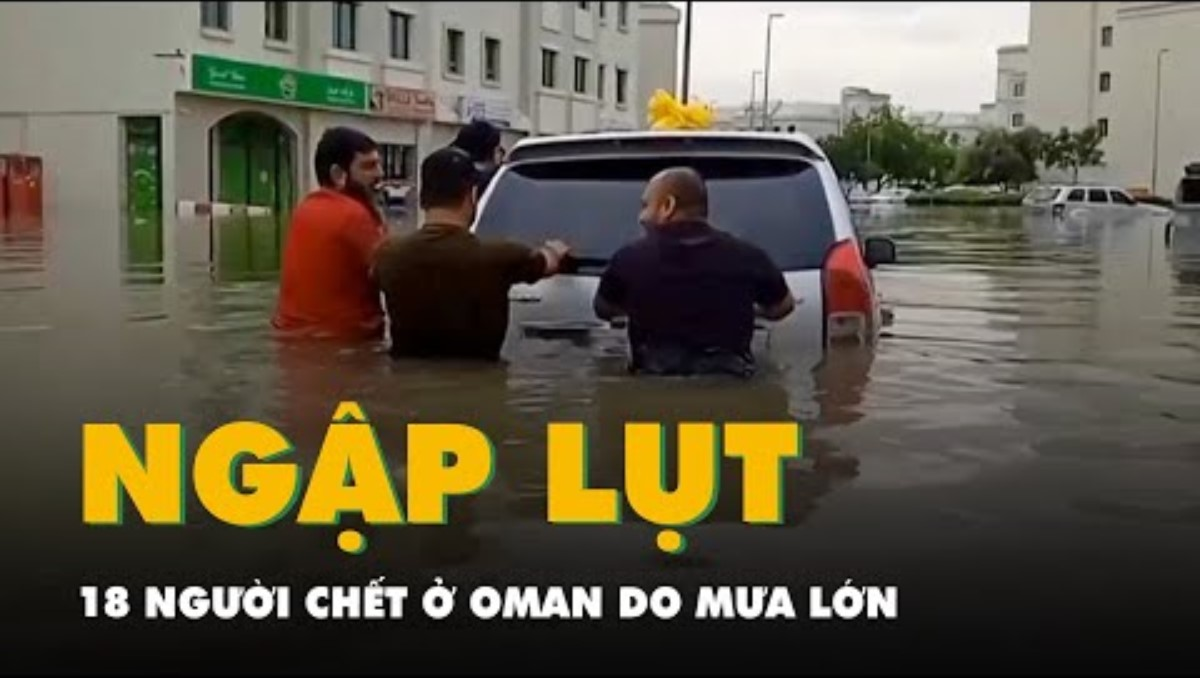 NGẬP LỤT
18 NGƯỜI CHẾT Ở OMAN DO MƯA LỚN